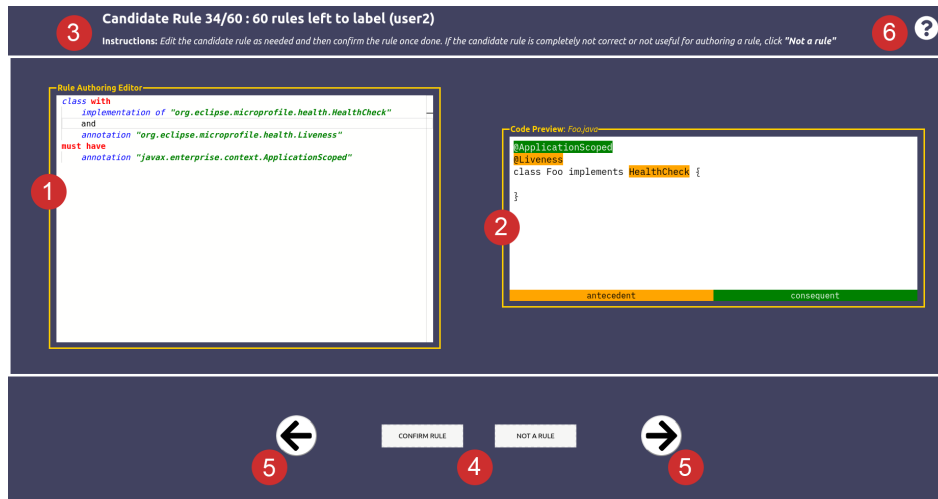 Candidate Rule 34/60 : 60 rules left to label (user2)
3
Instructions: Edit the candidate rule as needed and then confirm the rule once done. If the candidate rule is completely not correct or not useful for authoring a rule, click "Not a rule"
6
?
Rule Authoring Editor
class with
implementation of "org.eclipse.microprofile.health.HealthCheck"
and
annotation "org.eclipse.microprofile.health.Liveness"
must have
annotation "javax.enterprise.context.ApplicationScoped"
1
Code Preview: Foo.java
@ApplicationScoped
@Liveness
class Foo implements HealthCheck {
}
2
antecedent consequent
CONFIRM RULE NOT A RULE
5 4 5